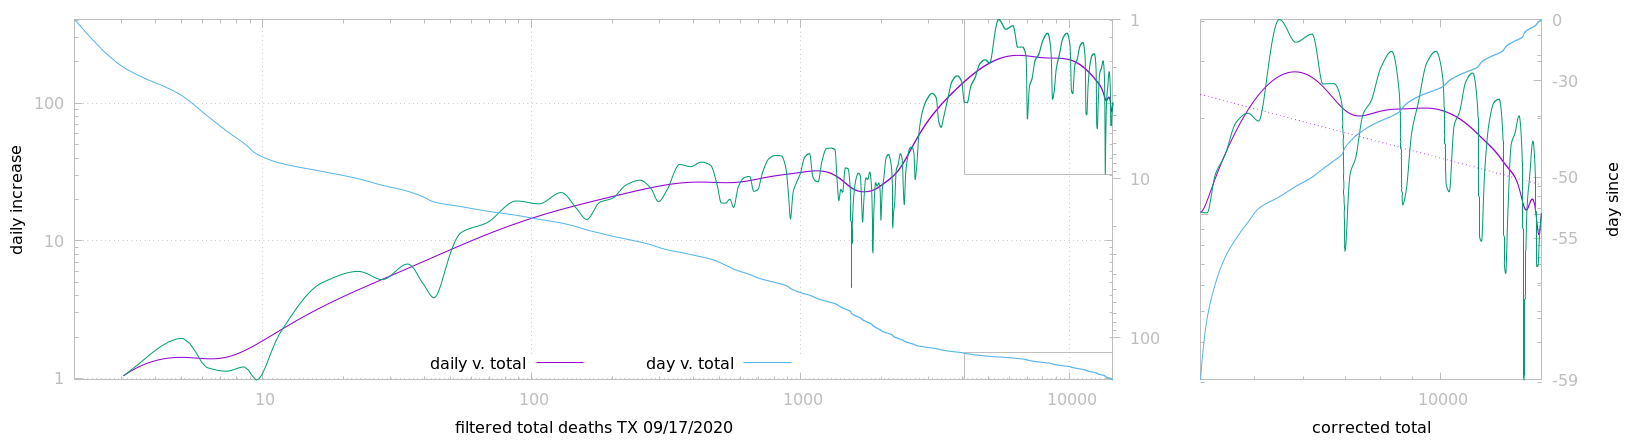 daily increase
100
10
1
daily v. total
day v. total
10
100
1000
10000
filtered total deaths TX 09/17/2020
1
10
100
10000
corrected total
0
-30
-50
-55
-59
day since